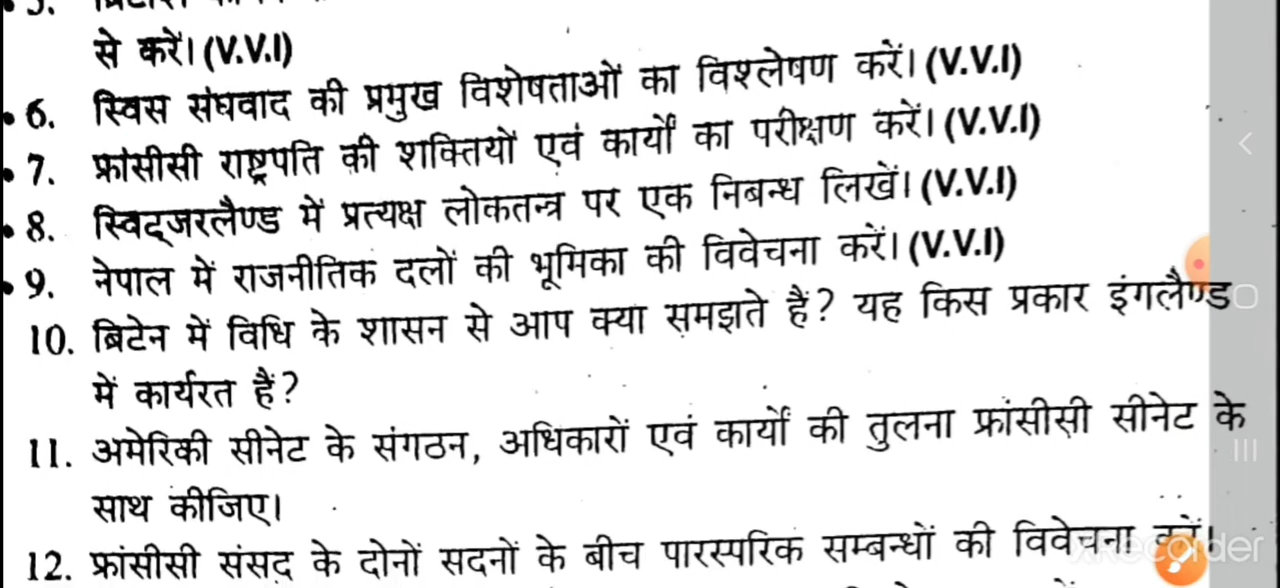 5.
से करें। (V.V.I)
6. स्विस संघवाद की प्रमुख विशेषताओं का विश्लेषण करें। (V.V.I)
7. फ्रांसीसी राष्ट्रपति की शक्तियों एवं कार्यों का परीक्षण करें। (V.V.I)
8. स्विट्जरलैण्ड में प्रत्यक्ष लोकतन्त्र पर एक निबन्ध लिखें। (V.V.I)
9. नेपाल में राजनीतिक दलों की भूमिका की विवेचना करें। (V.V.I)
10. ब्रिटेन में विधि के शासन से आप क्या समझते हैं? यह किस प्रकार इंगलैण्ड
में कार्यरत हैं?
11. अमेरिकी सीनेट के संगठन, अधिकारों एवं कार्यों की तुलना फ्रांसीसी सीनेट के
साथ कीजिए।
12. फ्रांसीसी संसद के दोनों सदनों के बीच पारस्परिक सम्बन्धों की विवेचना करें।
XRecorder